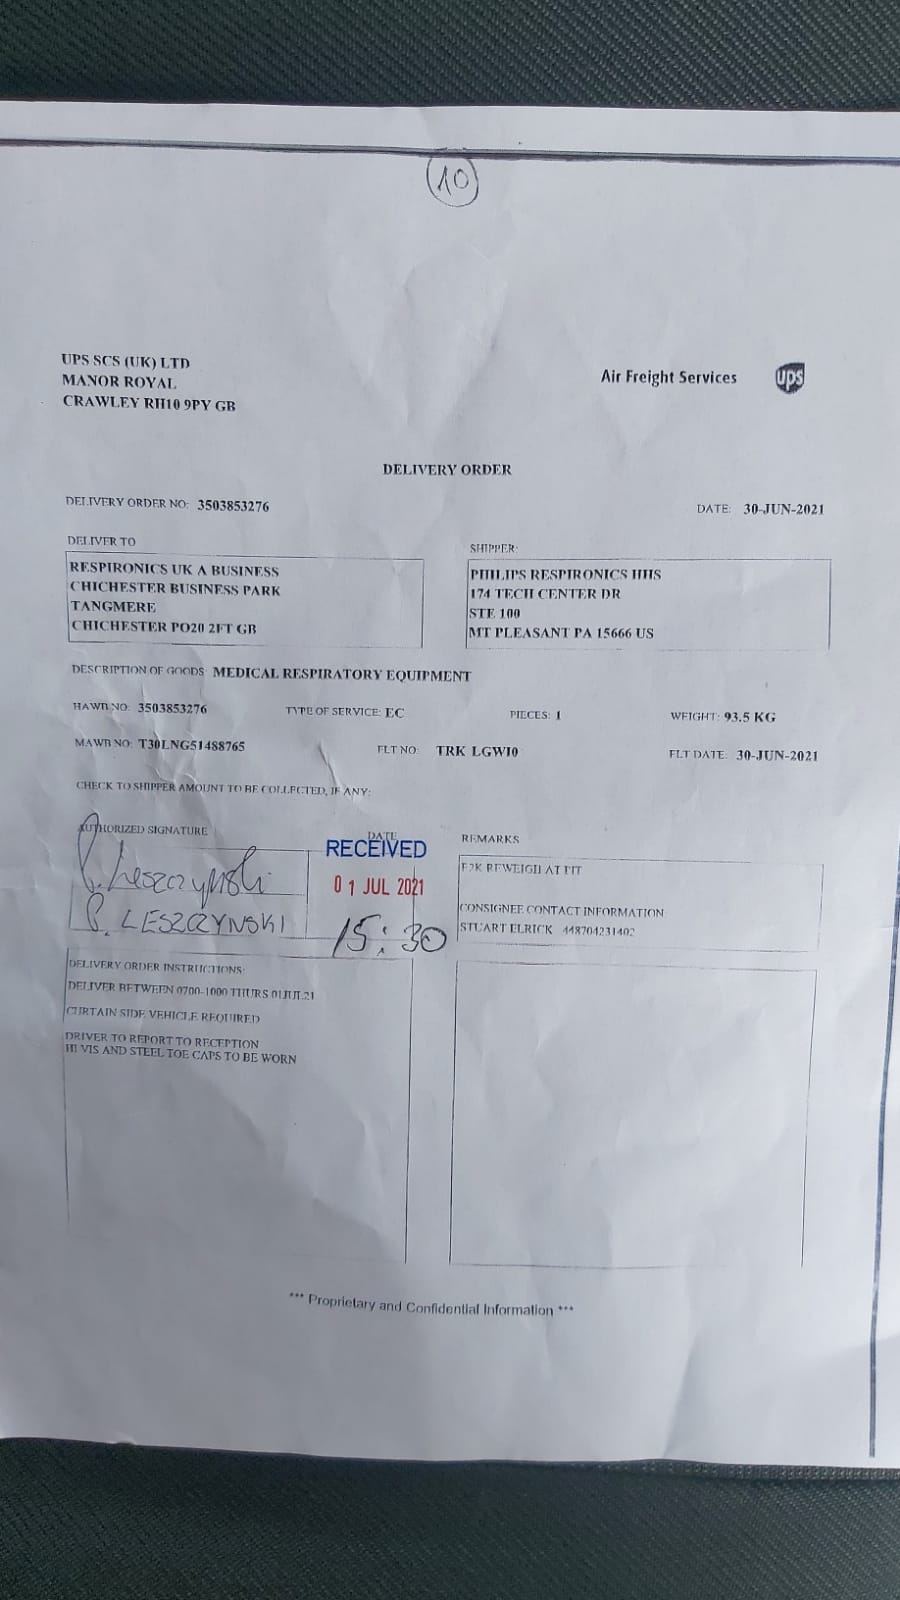 10
UPS SCS (UK) LTD
MANOR ROYAL
CRAWLEY RH10 9PY GB
Air Freight Services ups
DELIVERY ORDER
DELIVERY ORDER NO: 3503853276
DATE: 30-JUN-2021
DELIVER TO
RESPIRONICS UK A BUSINESS
CHICHESTER BUSINESS PARK
TANGMERE
CHICHESTER PO20 2FT GB
SHIPPER:
PHILIPS RESPIRONICS HHS
174 TECH CENTER DR
STE 100
MT PLEASANT PA 15666 US
DESCRIPTION OF GOODS: MEDICAL RESPIRATORY EQUIPMENT
HAWB NO: 3503853276 TYPE OF SERVICE: EC PIECES: 1 WEIGHT: 93.5 KG
MAWB NO: T30LNG51488765 FLT NO: TRK LGW10 FLT DATE: 30-JUN-2021
CHECK TO SHIPPER AMOUNT TO BE COLLECTED, IF ANY:
AUTHORIZED SIGNATURE
P. Leszczynski
P. LESZCZYNSKI
DATE
RECEIVED
01 JUL 2021
15:30
REMARKS
REWEIGH AT
CONSIGNEE CONTACT INFORMATION
STUART ELRICK 448704231402
DELIVERY ORDER INSTRUCTIONS:
DELIVER BETWEEN 0700-1000 THURS 01JUL21
CURTAIN SIDE VEHICLE REQUIRED
DRIVER TO REPORT TO RECEPTION
HI VIS AND STEEL TOE CAPS TO BE WORN
*** Proprietary and Confidential Information ***